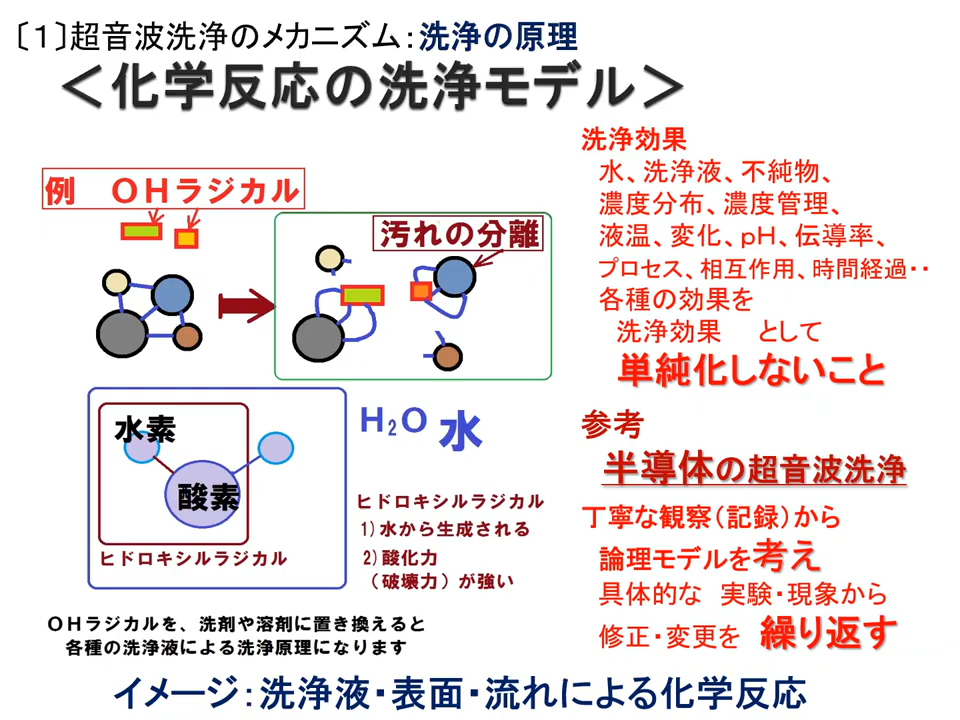 〔１〕超音波洗浄のメカニズム：洗浄の原理
＜化学反応の洗浄モデル＞
例　ＯＨラジカル
汚れの分離
水素
酸素
ヒドロキシルラジカル
H₂O 水
ヒドロキシルラジカル
1)水から生成される
2)酸化力
（破壊力）が強い
ＯＨラジカルを、洗剤や溶剤に置き換えると
各種の洗浄液による洗浄原理になります
洗浄効果
水、洗浄液、不純物、
濃度分布、濃度管理、
液温、変化、ｐＨ、伝導率、
プロセス、相互作用、時間経過・・
各種の効果を
洗浄効果　として
単純化しないこと
参考
半導体の超音波洗浄
丁寧な観察（記録）から
論理モデルを考え
具体的な　実験・現象から
修正・変更を　繰り返す
イメージ：洗浄液・表面・流れによる化学反応